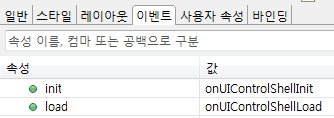 일반 스타일 레이아웃 이벤트 사용자 속성 바인딩
속성 이름, 컴마 또는 공백으로 구분
속성 값
init onUIControlShellInit
load onUIControlShellLoad